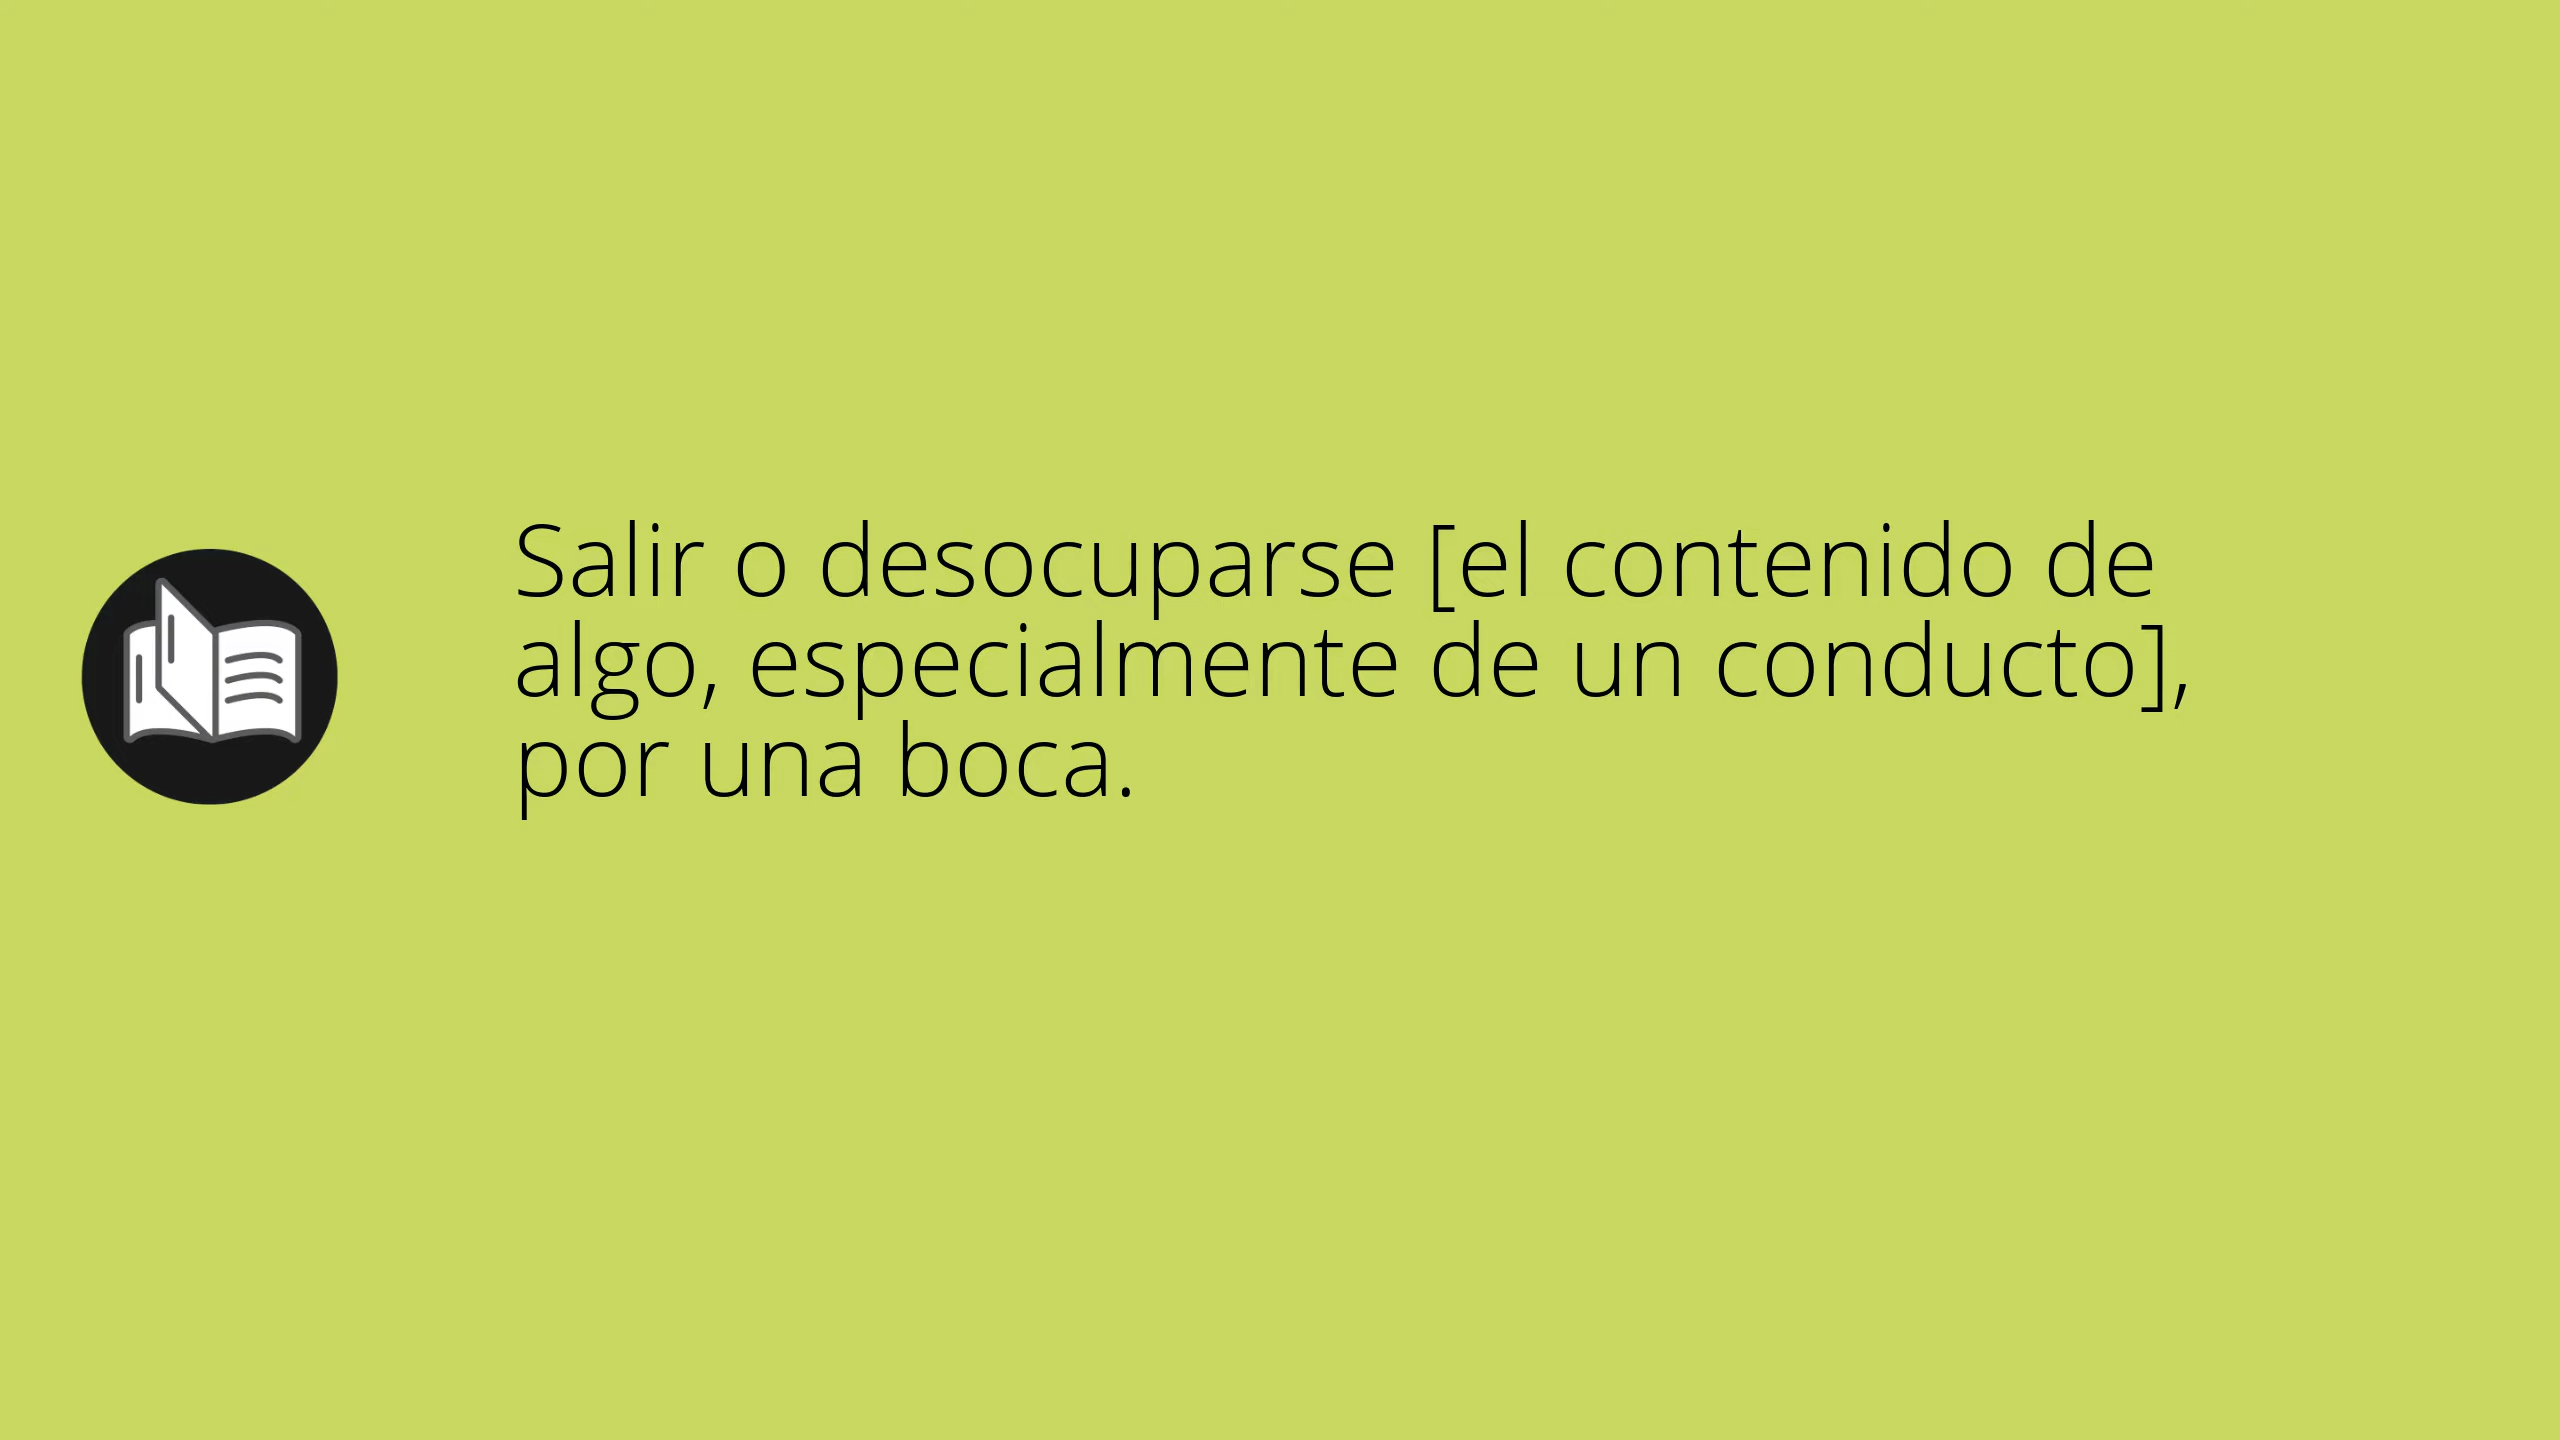 Salir o desocuparse [el contenido de
algo, especialmente de un conducto],
por una boca.